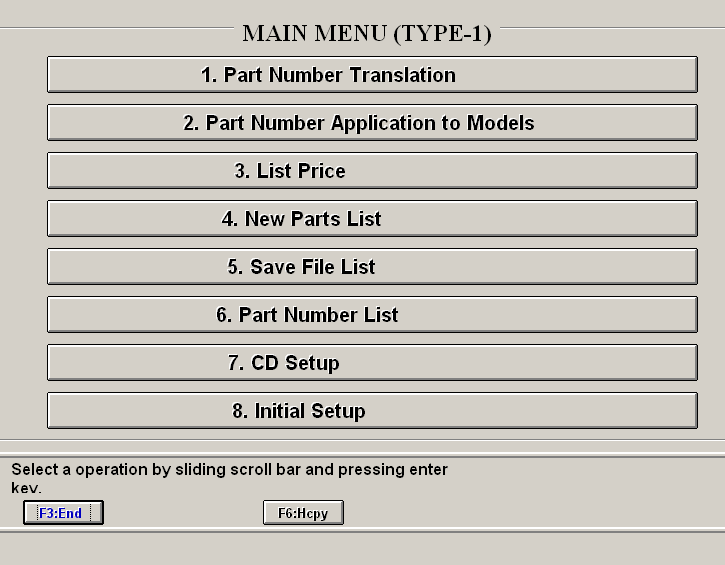 MAIN MENU (TYPE-1)
1. Part Number Translation
2. Part Number Application to Models
3. List Price
4. New Parts List
5. Save File List
6. Part Number List
7. CD Setup
8. Initial Setup
Select a operation by sliding scroll bar and pressing enter
key.
F3:End F6:Hcpy